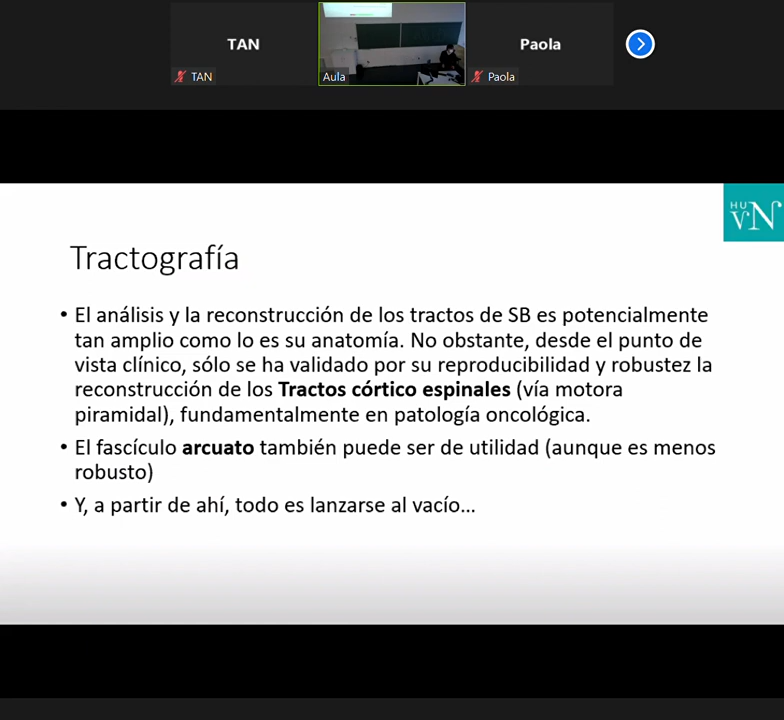 TAN
Paola
TAN
Aula
Paola
HU
VN
Tractografía
• El análisis y la reconstrucción de los tractos de SB es potencialmente
tan amplio como lo es su anatomía. No obstante, desde el punto de
vista clínico, sólo se ha validado por su reproducibilidad y robustez la
reconstrucción de los Tractos córtico espinales (vía motora
piramidal), fundamentalmente en patología oncológica.
• El fascículo arcuato también puede ser de utilidad (aunque es menos
robusto)
• Y, a partir de ahí, todo es lanzarse al vacío...